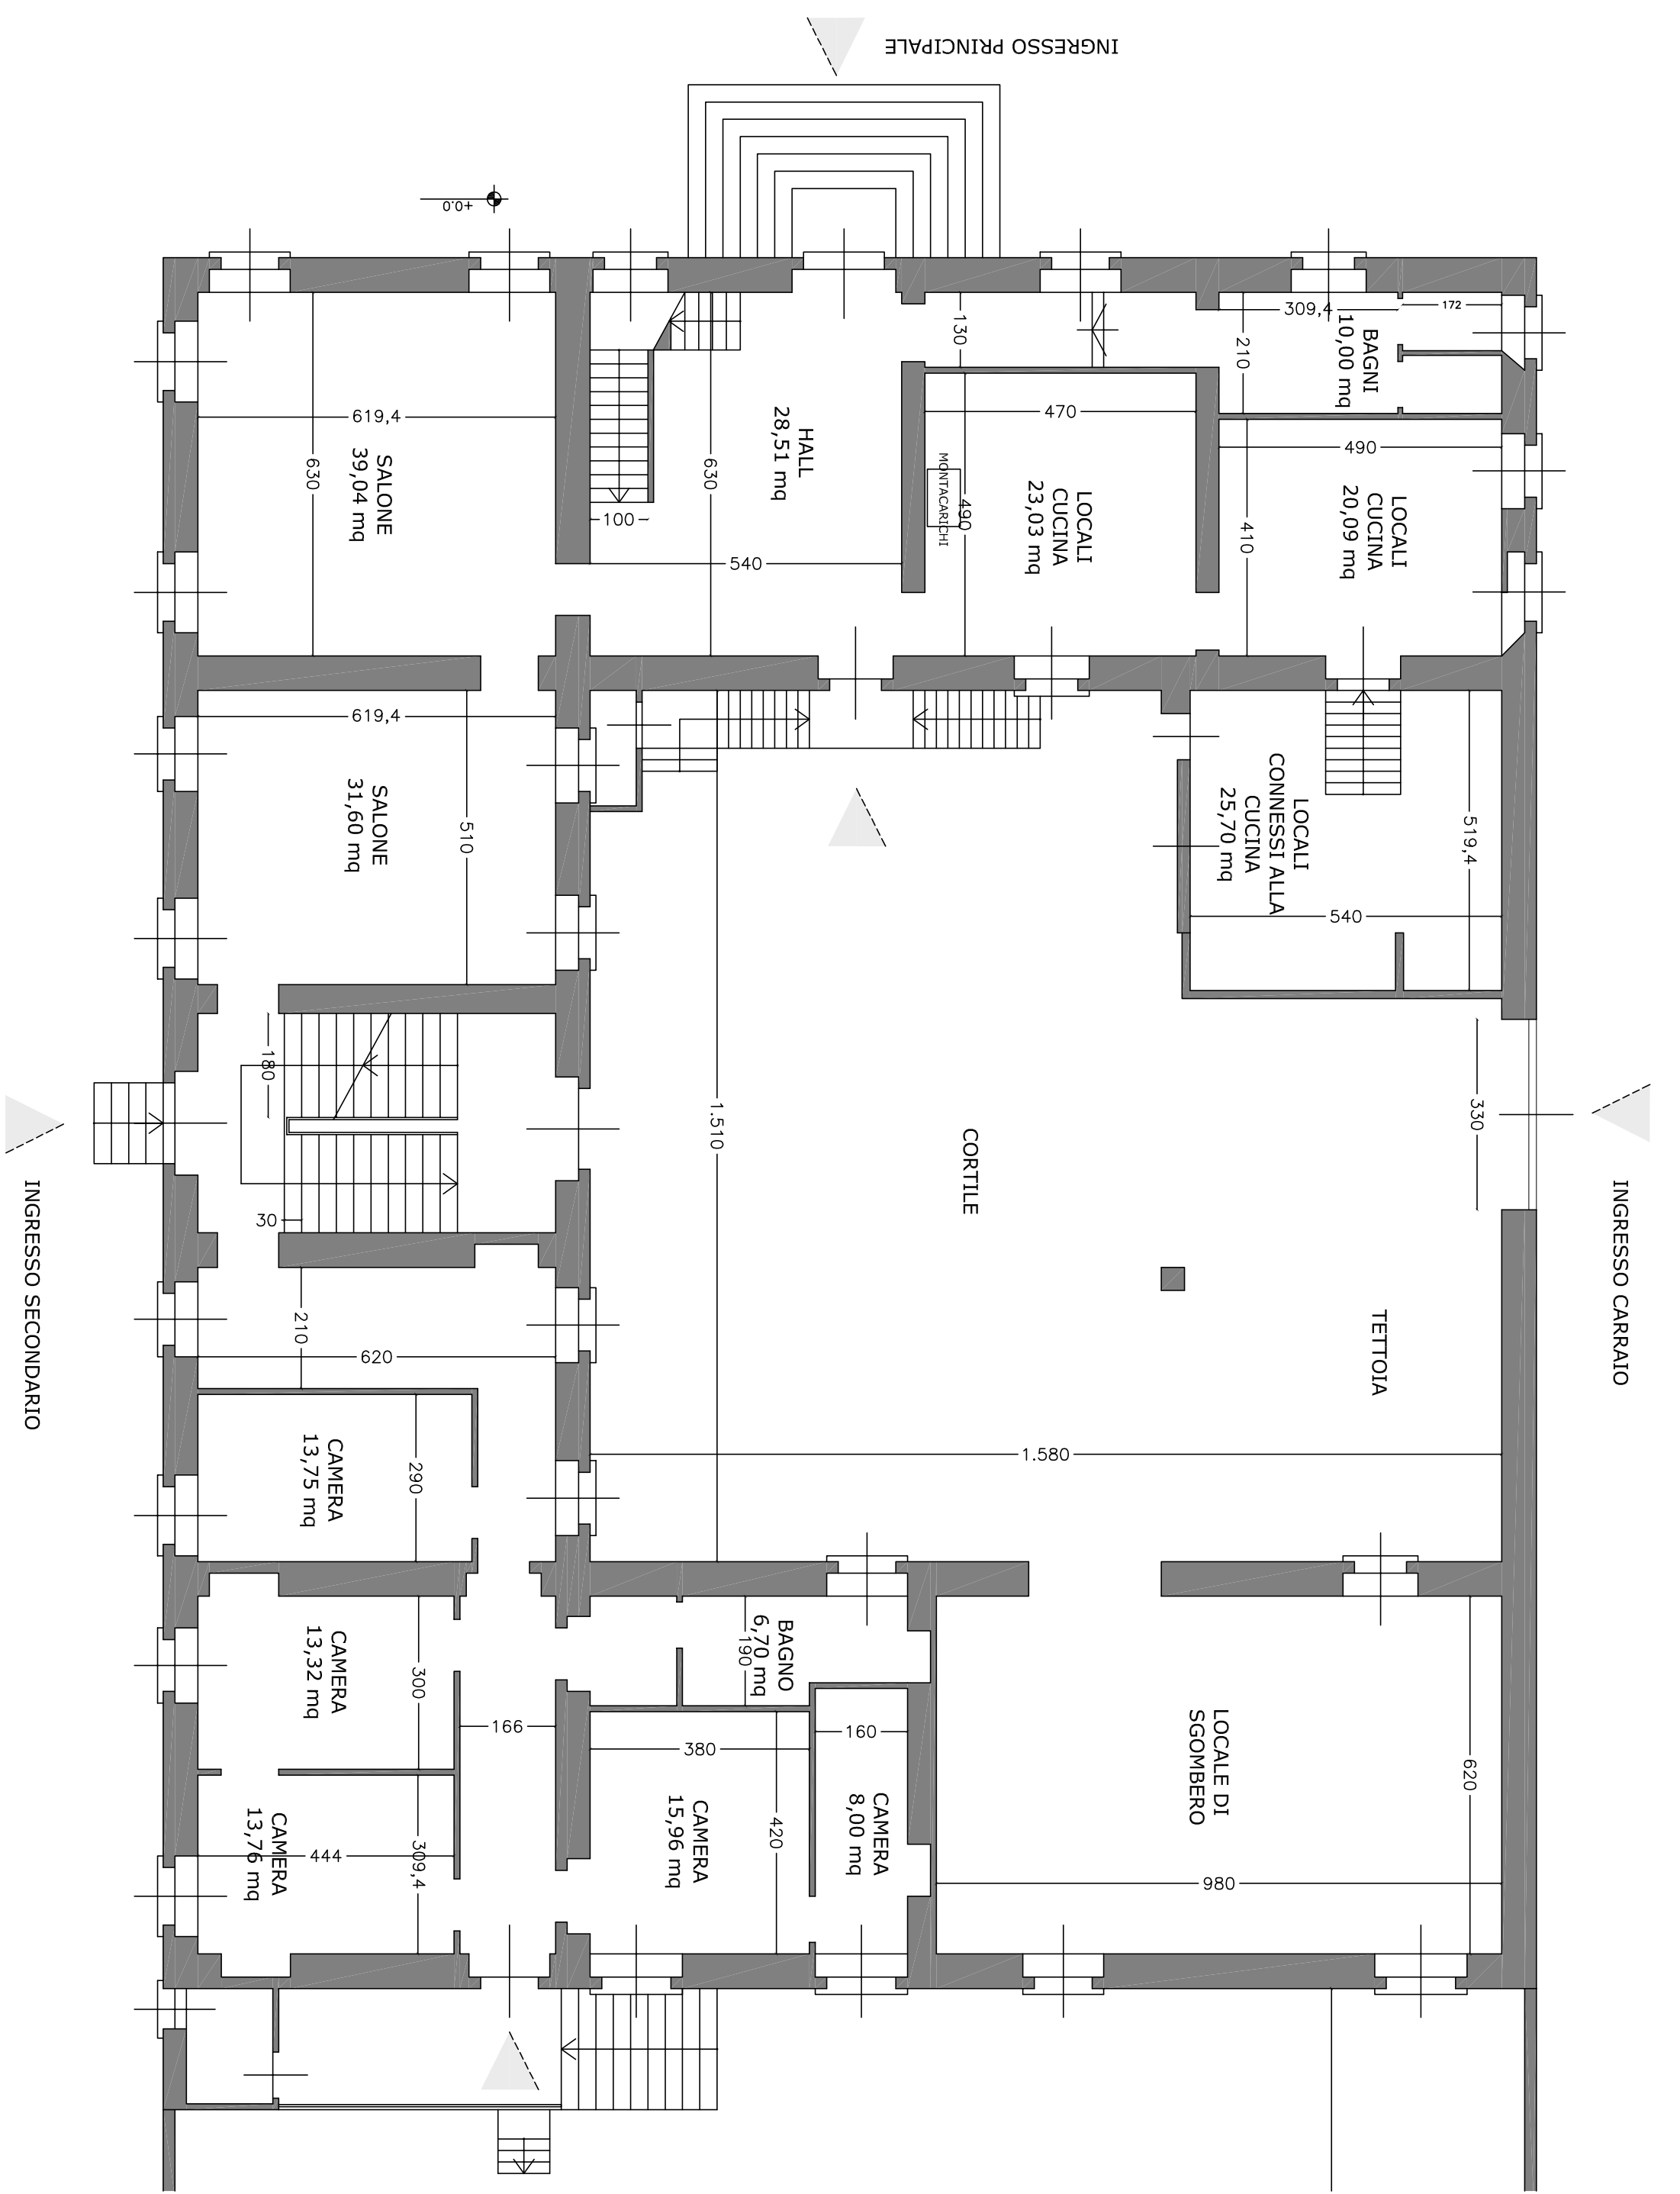 INGRESSO PRINCIPALE
+0.0
309,4
172
130
210
BAGNI
10,00 mq
619,4
630
SALONE
39,04 mq
HALL
28,51 mq
630
100
540
470
MONTACARICHI
490
LOCALI
CUCINA
23,03 mq
490
410
LOCALI
CUCINA
20,09 mq
619,4
510
SALONE
31,60 mq
LOCALI
CONNESSI ALLA
CUCINA
25,70 mq
519,4
540
180
30
1.510
CORTILE
330
INGRESSO SECONDARIO
INGRESSO CARRAIO
TETTOIA
210
620
1.580
CAMERA
13,75 mq
290
CAMERA
13,32 mq
300
166
BAGNO
6,70 mq
190
380
160
420
CAMERA
15,96 mq
CAMERA
8,00 mq
LOCALE DI
SGOMBERO
620
980
CAMERA
13,76 mq
444
309,4